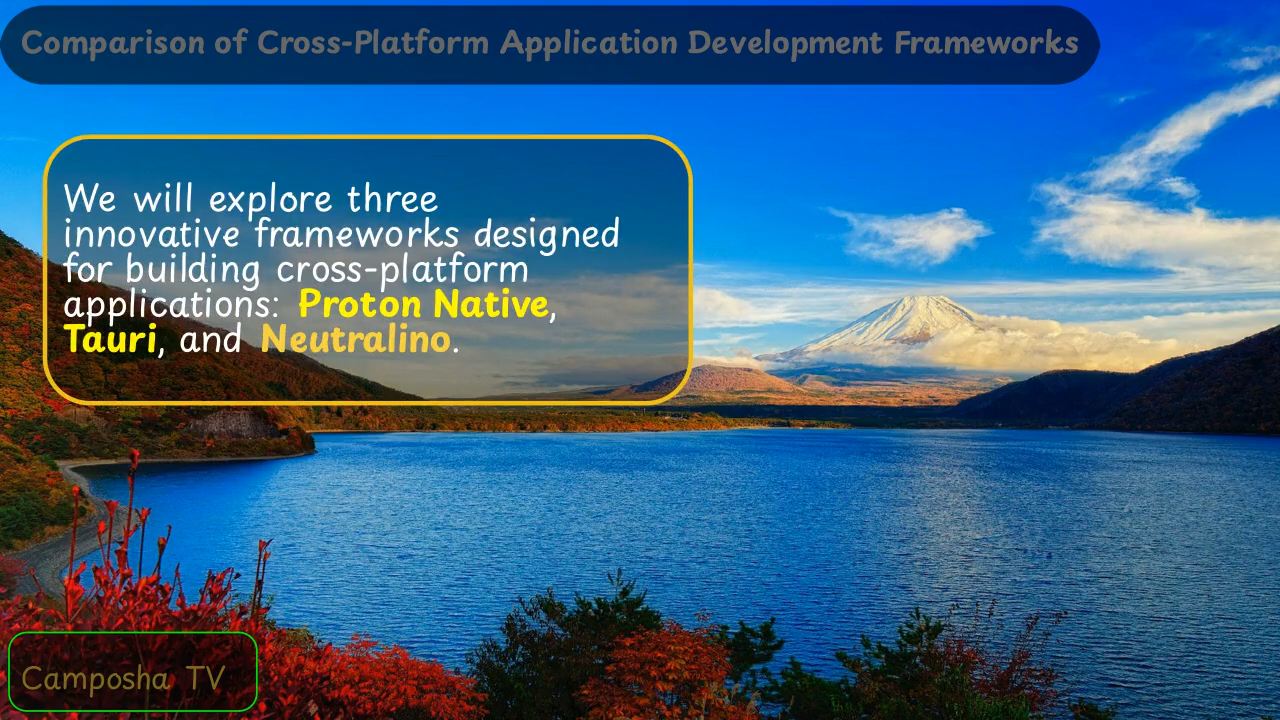 Comparison of Cross-Platform Application Development Frameworks
We will explore three
innovative frameworks designed
for building cross-platform
applications: Proton Native,
Tauri, and Neutralino.
Camposha TV